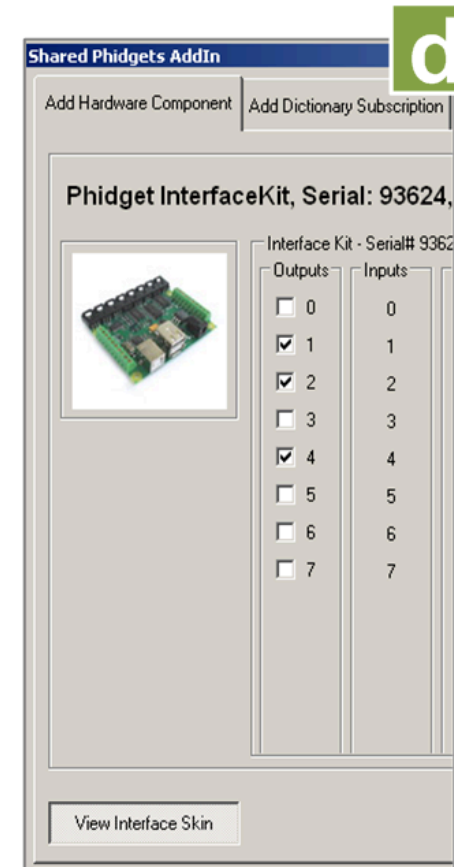 d
Shared Phidgets AddIn
Add Hardware Component
Add Dictionary Subscription
Phidget InterfaceKit, Serial: 93624,
Interface Kit - Serial# 9362
Outputs
Inputs
0 0
1 1
2 2
3 3
4 4
5 5
6 6
7 7
View Interface Skin